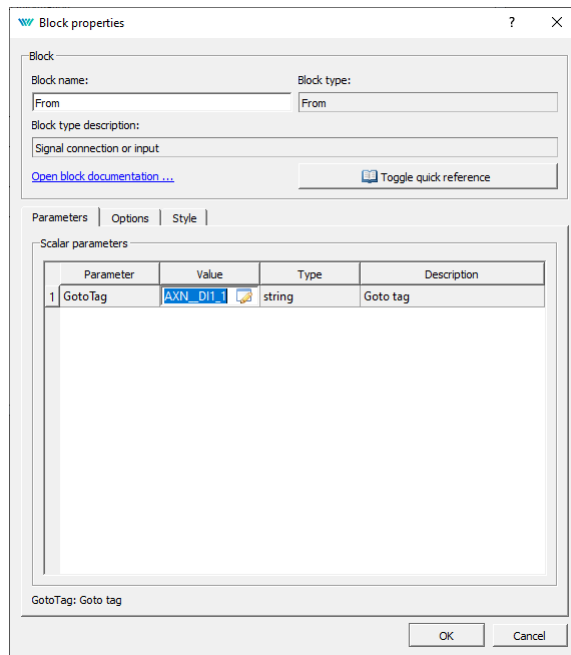 Block properties ?
Block
Block name: Block type:
From From
Block type description:
Signal connection or input
Open block documentation ... Toggle quick reference
Parameters Options Style
Scalar parameters
Parameter Value Type Description
1 GotoTag AXN__DI1_1 string Goto tag
GotoTag: Goto tag
OK Cancel